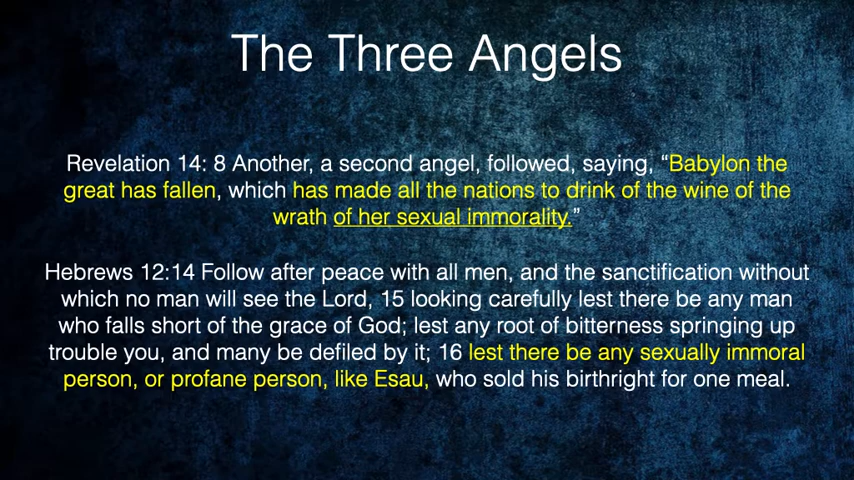 The Three Angels
Revelation 14: 8 Another, a second angel, followed, saying, “Babylon the
great has fallen, which has made all the nations to drink of the wine of the
wrath of her sexual immorality.”
Hebrews 12:14 Follow after peace with all men, and the sanctification without
which no man will see the Lord, 15 looking carefully lest there be any man
who falls short of the grace of God; lest any root of bitterness springing up
trouble you, and many be defiled by it; 16 lest there be any sexually immoral
person, or profane person, like Esau, who sold his birthright for one meal.